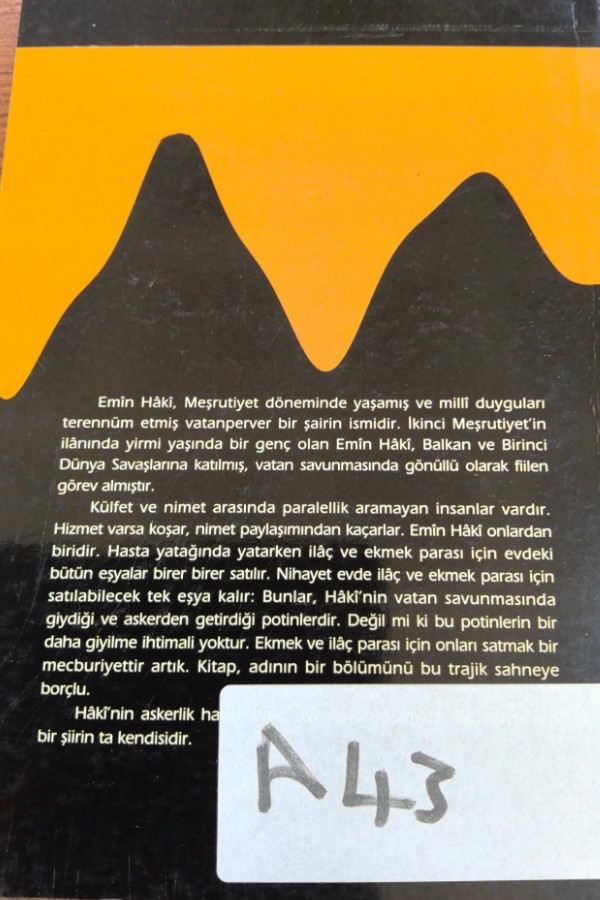 Emîn Hâkî, Meşrutiyet döneminde yaşamış ve millî duyguları
terennüm etmiş vatanperver bir şairin ismidir. İkinci Meşrutiyet'in
ilânında yirmi yaşında bir genç olan Emîn Hâkî, Balkan ve Birinci
Dünya Savaşlarına katılmış, vatan savunmasında gönüllü olarak fiilen
görev almıştır.
Külfet ve nimet arasında paralellik aramayan insanlar vardır.
Hizmet varsa koşar, nimet paylaşımından kaçarlar. Emîn Hâkî onlardan
biridir. Hasta yatağında yatarken ilâç ve ekmek parası için evdeki
bütün eşyalar birer birer satılır. Nihayet evde ilâç ve ekmek parası için
satılabilecek tek eşya kalır: Bunlar, Hâkî'nin vatan savunmasında
giydiği ve askerden getirdiği potinlerdir. Değil mi ki bu potinlerin bir
daha giyilme ihtimali yoktur. Ekmek ve ilâç parası için onları satmak bir
mecburiyettir artık. Kitap, adının bir bölümünü bu trajik sahneye
borçlu.
Hâkî'nin askerlik
bir şiirin ta kendisidir.
A43